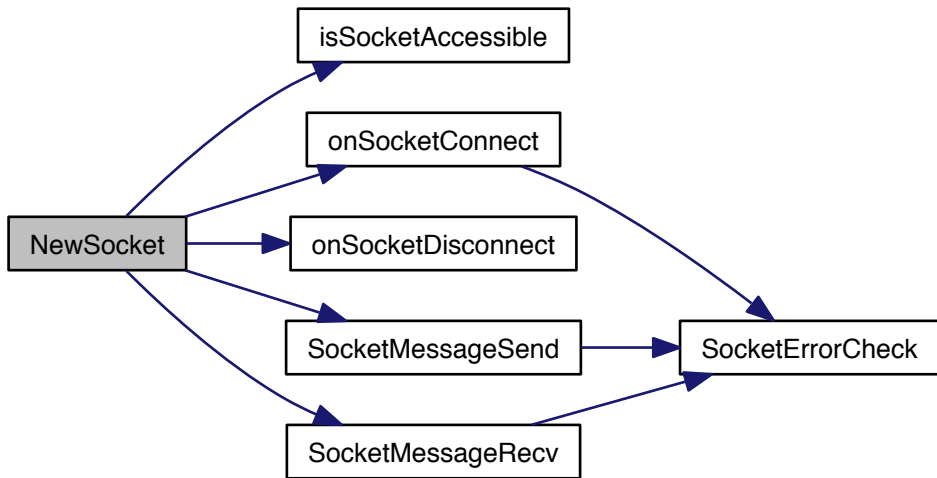 isSocketAccessible
onSocketConnect
NewSocket
onSocketDisconnect
SocketMessageSend
SocketErrorCheck
SocketMessageRecv